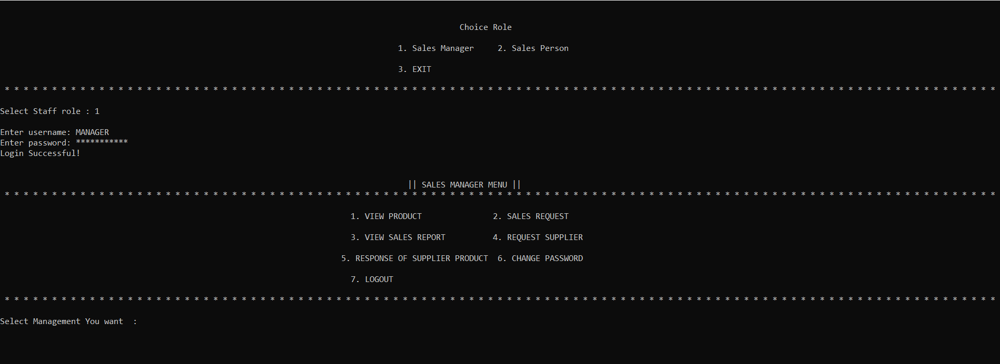 Choice Role
1. Sales Manager     2. Sales Person
3. EXIT
* * * * * * * * * * * * * * * * * * * * * * * * * * * * * * * * * * * * * * * * * * * * * * * * * * * * * * * * * * * * * * * * * * * * * * * * * * * * * * * * * * * * * * * * * * * * * * * * * * * * * * * * *
Select Staff role : 1
Enter username: MANAGER
Enter password: ***********
Login Successful!
|| SALES MANAGER MENU ||
* * * * * * * * * * * * * * * * * * * * * * * * * * * * * * * * * * * * * * * * * * * * * * * * * * * * * * * * * * * * * * * * * * * * * * * * * * * * * * * * * * * * * * * * * * * * * * * * * * * * * * * * *
1. VIEW PRODUCT               2. SALES REQUEST
3. VIEW SALES REPORT          4. REQUEST SUPPLIER
5. RESPONSE OF SUPPLIER PRODUCT  6. CHANGE PASSWORD
7. LOGOUT
* * * * * * * * * * * * * * * * * * * * * * * * * * * * * * * * * * * * * * * * * * * * * * * * * * * * * * * * * * * * * * * * * * * * * * * * * * * * * * * * * * * * * * * * * * * * * * * * * * * * * * * * *
Select Management You want  :